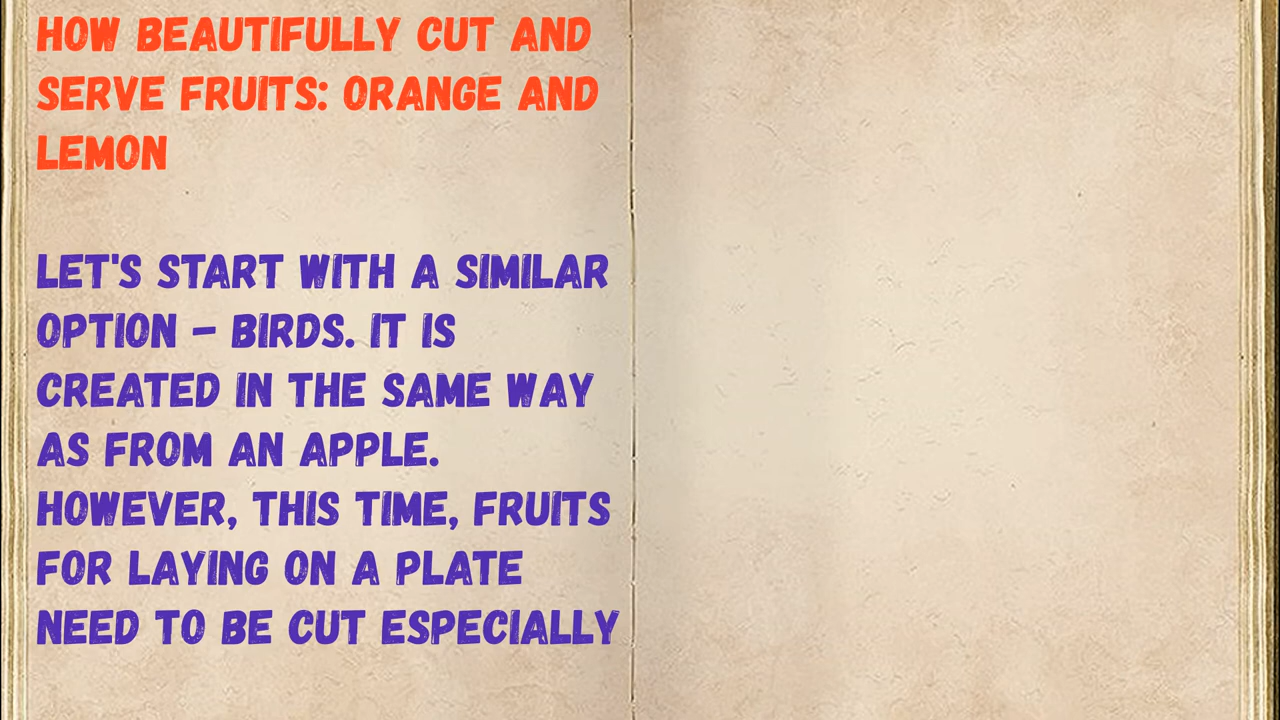 HOW BEAUTIFULLY CUT AND
SERVE FRUITS: ORANGE AND
LEMON
LET'S START WITH A SIMILAR
OPTION – BIRDS. IT IS
CREATED IN THE SAME WAY
AS FROM AN APPLE.
HOWEVER, THIS TIME, FRUITS
FOR LAYING ON A PLATE
NEED TO BE CUT ESPECIALLY